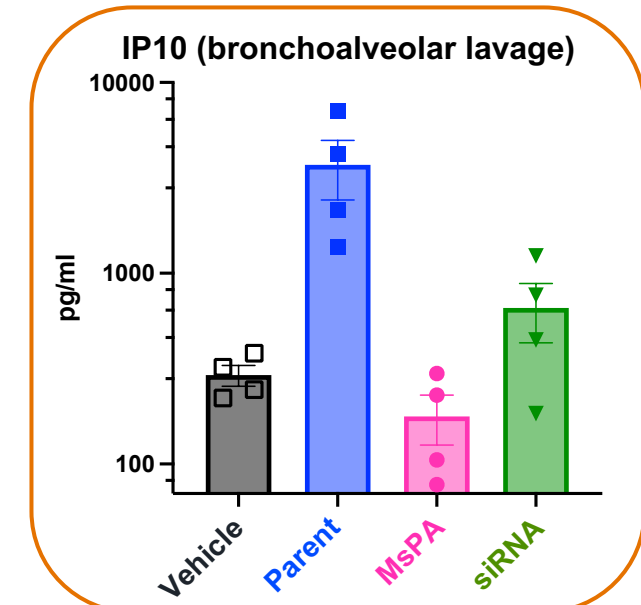 IP10 (bronchoalveolar lavage)
10000
1000
100
pg/ml
Vehicle
Parent
MsPA
siRNA